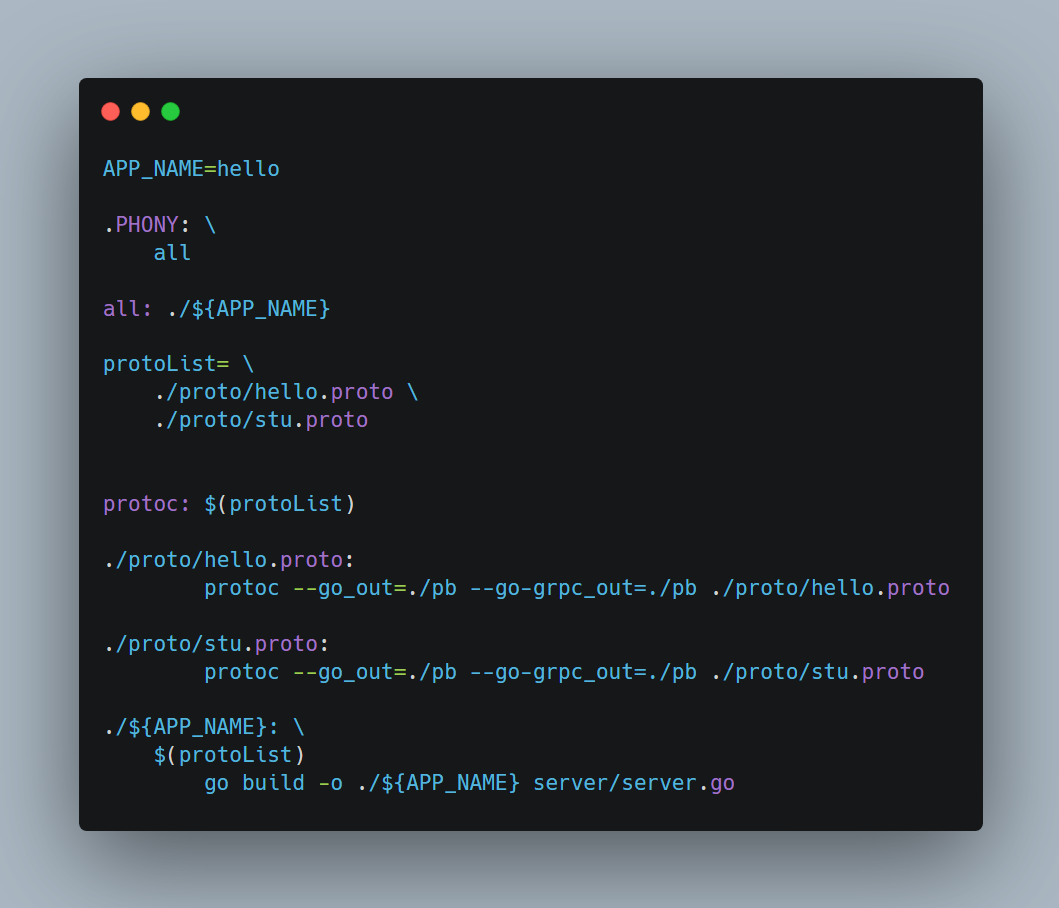 APP_NAME=hello
.PHONY: \
    all
all: ./${APP_NAME}
protoList= \
    ./proto/hello.proto \
    ./proto/stu.proto
protoc: $(protoList)
./proto/hello.proto:
        protoc --go_out=./pb --go-grpc_out=./pb ./proto/hello.proto
./proto/stu.proto:
        protoc --go_out=./pb --go-grpc_out=./pb ./proto/stu.proto
./${APP_NAME}: \
    $(protoList)
        go build -o ./${APP_NAME} server/server.go